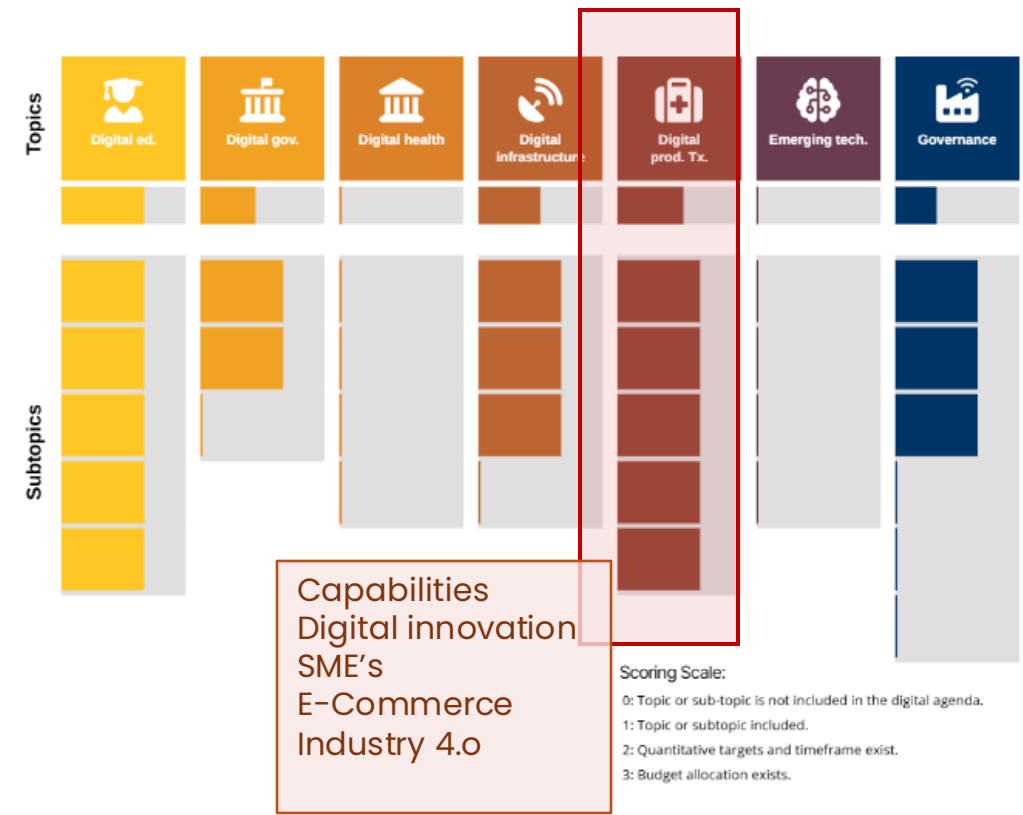 Topics
Digital ed.
Digital gov.
Digital health
Digital
infrastructure
Digital
prod. Tx.
Emerging tech.
Governance
Subtopics
Capabilities
Digital innovation
SME’s
E-Commerce
Industry 4.o
Scoring Scale:
0: Topic or sub-topic is not included in the digital agenda.
1: Topic or subtopic included.
2: Quantitative targets and timeframe exist.
3: Budget allocation exists.